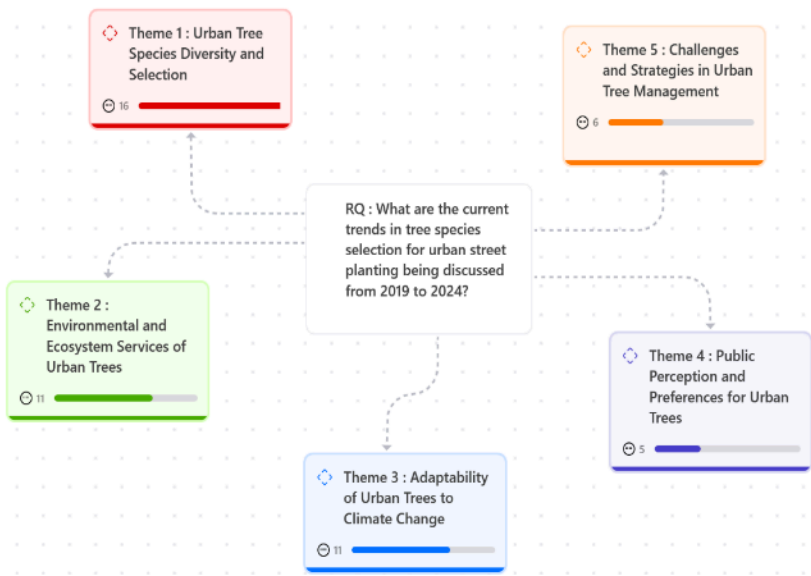 Theme 1 : Urban Tree
Species Diversity and
Selection
16
Theme 5 : Challenges
and Strategies in Urban
Tree Management
6
RQ : What are the current
trends in tree species
selection for urban street
planting being discussed
from 2019 to 2024?
Theme 2 :
Environmental and
Ecosystem Services of
Urban Trees
11
Theme 4 : Public
Perception and
Preferences for Urban
Trees
5
Theme 3 : Adaptability
of Urban Trees to
Climate Change
11